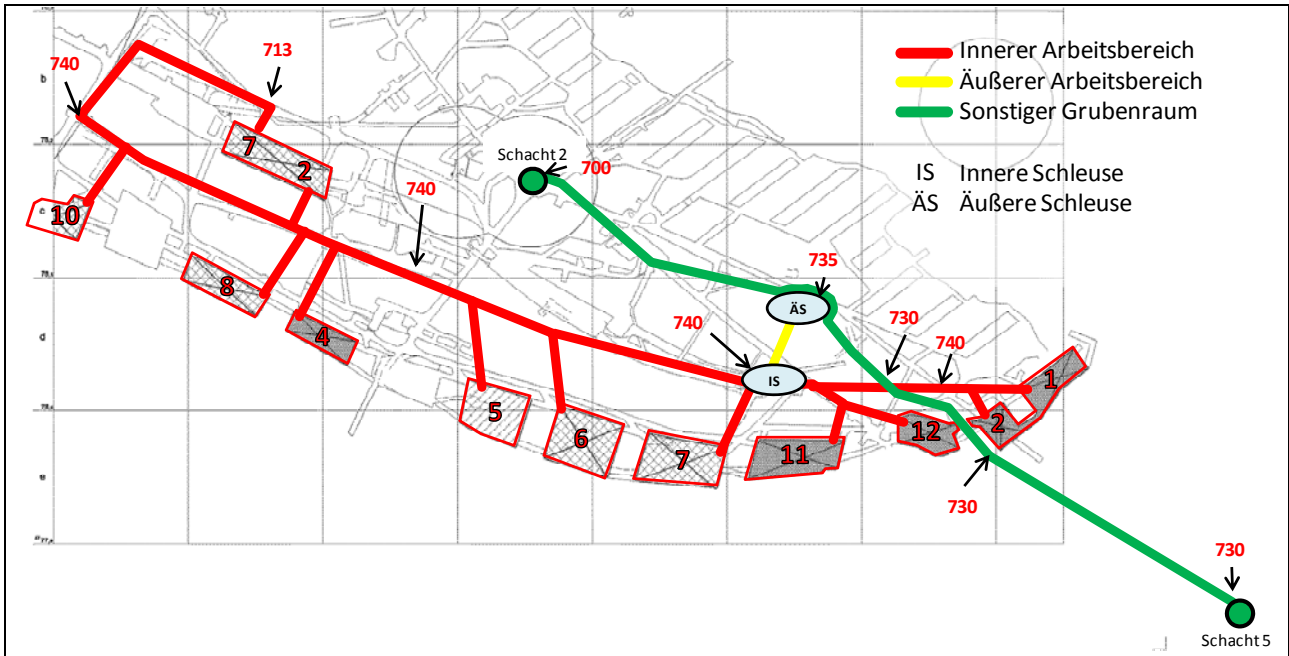 Innerer Arbeitsbereich
Äußerer Arbeitsbereich
Sonstiger Grubenraum
IS Innere Schleuse
ÄS Äußere Schleuse
713
740
b
7
2
Schacht 2
700
740
10
c
8
735
ÄS
4
d
740
730
740
IS
1
5
2
6
12
7
11
e
730
730
Schacht 5